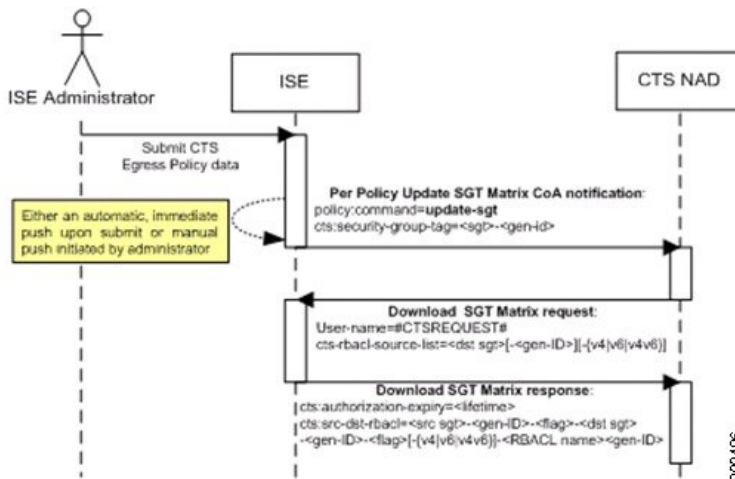 ISE Administrator
ISE
CTS NAD
Submit CTS
Egress Policy data
Either an automatic, immediate
push upon submit or manual
push initiated by administrator
Per Policy Update SGT Matrix CoA notification:
policy:command=update-sgt
cts:security-group-tag=<sgt>-<gen-id>
Download SGT Matrix request:
User-name=#CTSREQUEST#
cts-rbacl-source-list=<dst sgt>[-<gen-ID>][-{v4|v6|v4v6}]
Download SGT Matrix response:
cts:authorization-expiry=<lifetime>
cts:src-dst-rbacl=<src sgt>-<gen-ID>-<flag>-<dst sgt>
-<gen-ID>-<flag>[-{v4|v6|v4v6}]-<RBACL name><gen-ID>